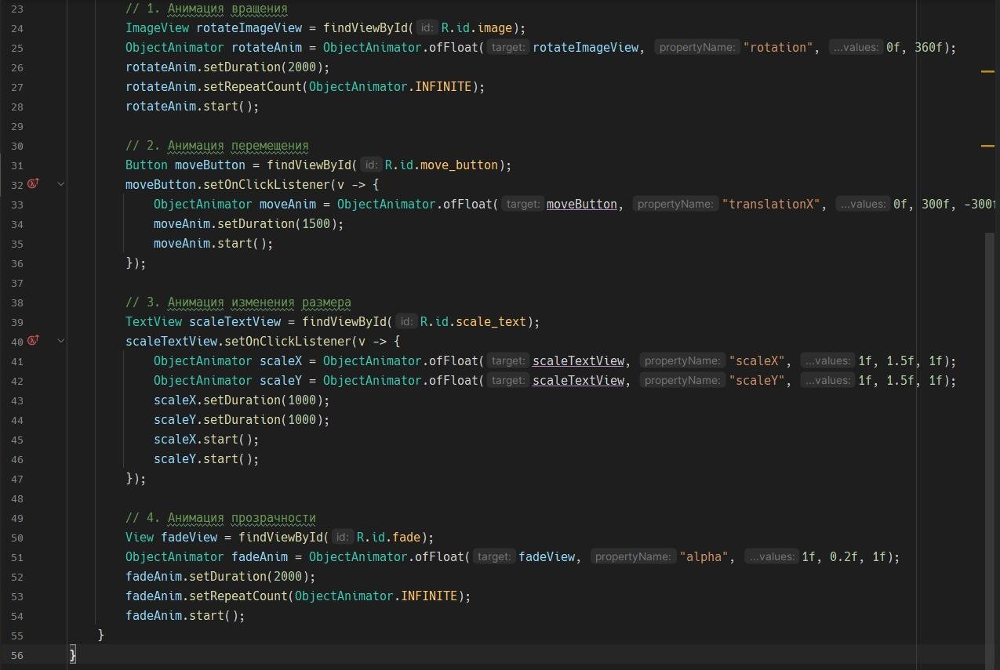 23 // 1. Анимация вращения
24 ImageView rotateImageView = findViewById( id: R.id.image);
25 ObjectAnimator rotateAnim = ObjectAnimator.ofFloat( target: rotateImageView, propertyName: "rotation", ...values: 0f, 360f);
26 rotateAnim.setDuration(2000);
27 rotateAnim.setRepeatCount(ObjectAnimator.INFINITE);
28 rotateAnim.start();
29
30 // 2. Анимация перемещения
31 Button moveButton = findViewById( id: R.id.move_button);
32 moveButton.setOnClickListener(v -> {
33 ObjectAnimator moveAnim = ObjectAnimator.ofFloat( target: moveButton, propertyName: "translationX", ...values: 0f, 300f, -300f
34 moveAnim.setDuration(1500);
35 moveAnim.start();
36 });
37
38 // 3. Анимация изменения размера
39 TextView scaleTextView = findViewById( id: R.id.scale_text);
40 scaleTextView.setOnClickListener(v -> {
41 ObjectAnimator scaleX = ObjectAnimator.ofFloat( target: scaleTextView, propertyName: "scaleX", ...values: 1f, 1.5f, 1f);
42 ObjectAnimator scaleY = ObjectAnimator.ofFloat( target: scaleTextView, propertyName: "scaleY", ...values: 1f, 1.5f, 1f);
43 scaleX.setDuration(1000);
44 scaleY.setDuration(1000);
45 scaleX.start();
46 scaleY.start();
47 });
48
49 // 4. Анимация прозрачности
50 View fadeView = findViewById( id: R.id.fade);
51 ObjectAnimator fadeAnim = ObjectAnimator.ofFloat( target: fadeView, propertyName: "alpha", ...values: 1f, 0.2f, 1f);
52 fadeAnim.setDuration(2000);
53 fadeAnim.setRepeatCount(ObjectAnimator.INFINITE);
54 fadeAnim.start();
55 }
56 }